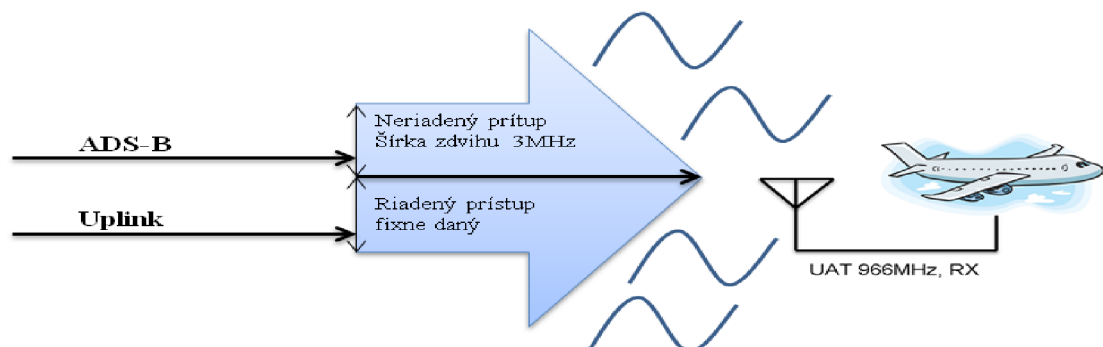 ADS-B
Neriadený prítup
Šírka zdvihu 3MHz
Uplink
Riadený prístup
fixne daný
UAT 966MHz, RX